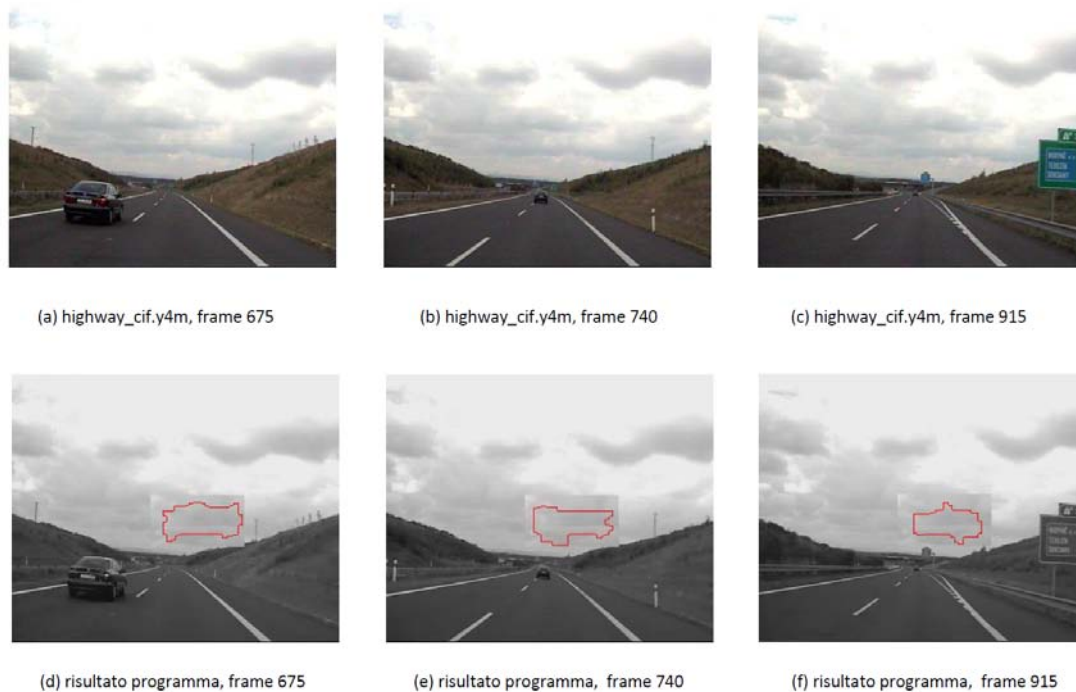 (a) highway_cif.y4m, frame 675
(b) highway_cif.y4m, frame 740
(c) highway_cif.y4m, frame 915
(d) risultato programma, frame 675
(e) risultato programma, frame 740
(f) risultato programma, frame 915